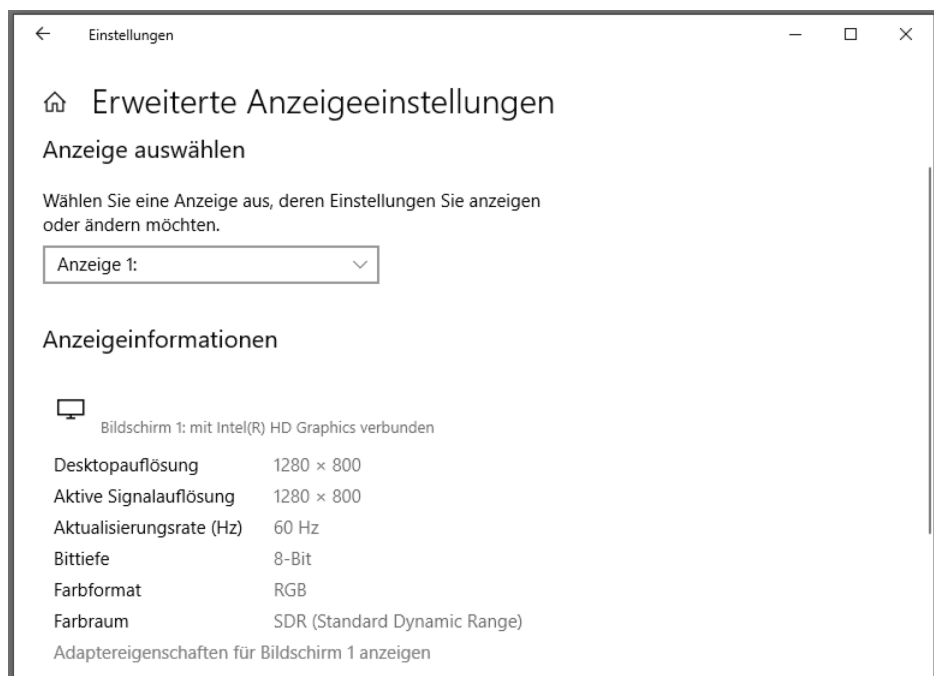 Einstellungen
Erweiterte Anzeigeeinstellungen
Anzeige auswählen
Wählen Sie eine Anzeige aus, deren Einstellungen Sie anzeigen
oder ändern möchten.
Anzeige 1:
Anzeigeinformationen
Bildschirm 1: mit Intel(R) HD Graphics verbunden
Desktopauflösung 1280 × 800
Aktive Signalauflösung 1280 × 800
Aktualisierungsrate (Hz) 60 Hz
Bittiefe 8-Bit
Farbformat RGB
Farbraum SDR (Standard Dynamic Range)
Adaptereigenschaften für Bildschirm 1 anzeigen